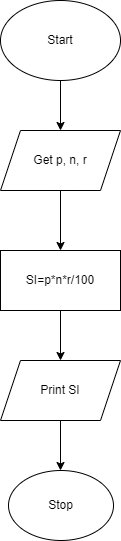 Start
Get p, n, r
SI=p*n*r/100
Print SI
Stop